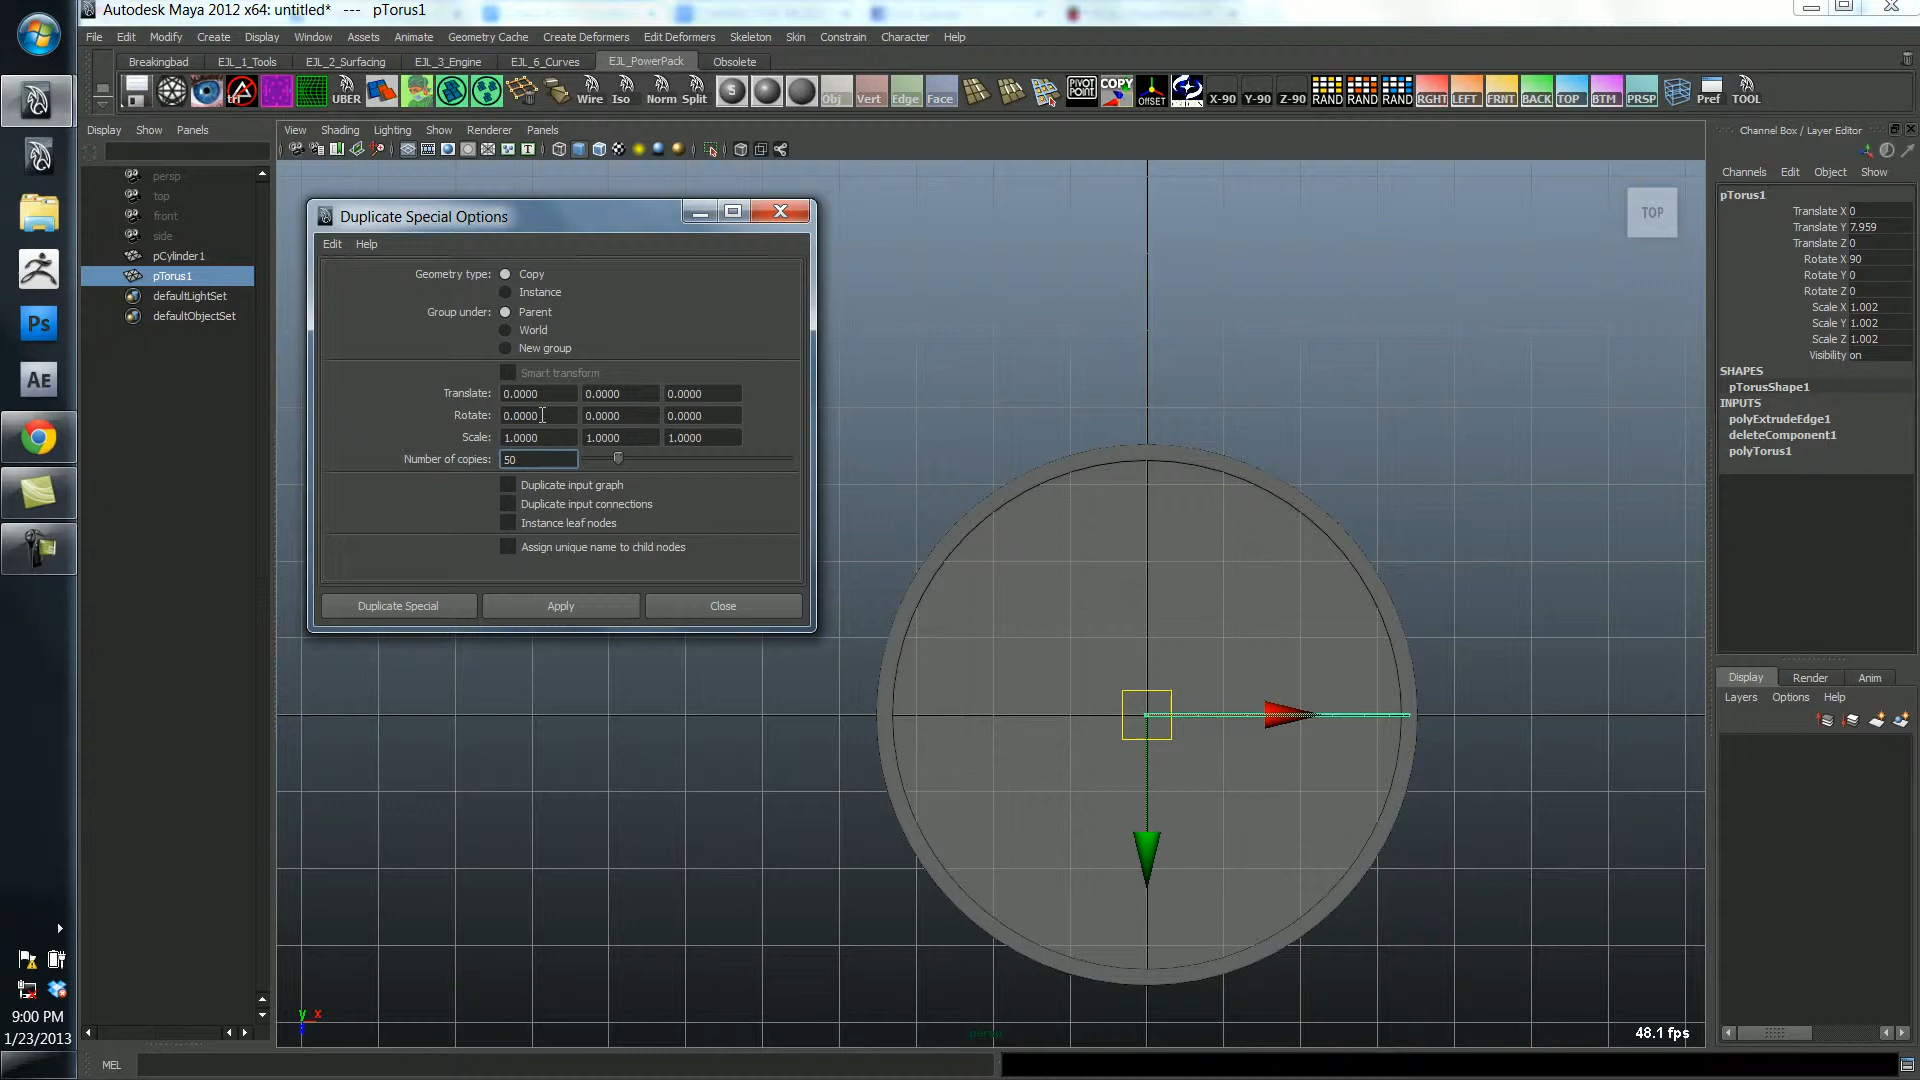 Autodesk Maya 2012 x64: untitled*   ---   pTorus1
File Edit Modify Create Display Window Assets Animate Geometry Cache Create Deformers Edit Deformers Skeleton Skin Constrain Character Help
Breakingbad EJL_1_Tools EJL_2_Surfacing EJL_3_Engine EJL_6_Curves EJL_PowerPack Obsolete
tri UBER Wire Iso Norm Split S Obj Vert Edge Face PIVOT POINT COPY OFFSET X-90 Y-90 Z-90 RAND RAND RAND RGHT LEFT FRNT BACK TOP BTM PRSP Pref TOOL
Display Show Panels
View Shading Lighting Show Renderer Panels
Channel Box / Layer Editor
Channels Edit Object Show
persp
top
front
side
pCylinder1
pTorus1
defaultLightSet
defaultObjectSet
Duplicate Special Options
Edit Help
Geometry type: Copy
Instance
Group under: Parent
World
New group
Smart transform
Translate: 0.0000 0.0000 0.0000
Rotate: 0.0000 0.0000 0.0000
Scale: 1.0000 1.0000 1.0000
Number of copies: 50
Duplicate input graph
Duplicate input connections
Instance leaf nodes
Assign unique name to child nodes
Duplicate Special Apply Close
TOP
pTorus1
Translate X 0
Translate Y 7.959
Translate Z 0
Rotate X 90
Rotate Y 0
Rotate Z 0
Scale X 1.002
Scale Y 1.002
Scale Z 1.002
Visibility on
SHAPES
pTorusShape1
INPUTS
polyExtrudeEdge1
deleteComponent1
polyTorus1
Display Render Anim
Layers Options Help
Ps
AE
y x
persp
48.1 fps
9:00 PM
1/23/2013
MEL